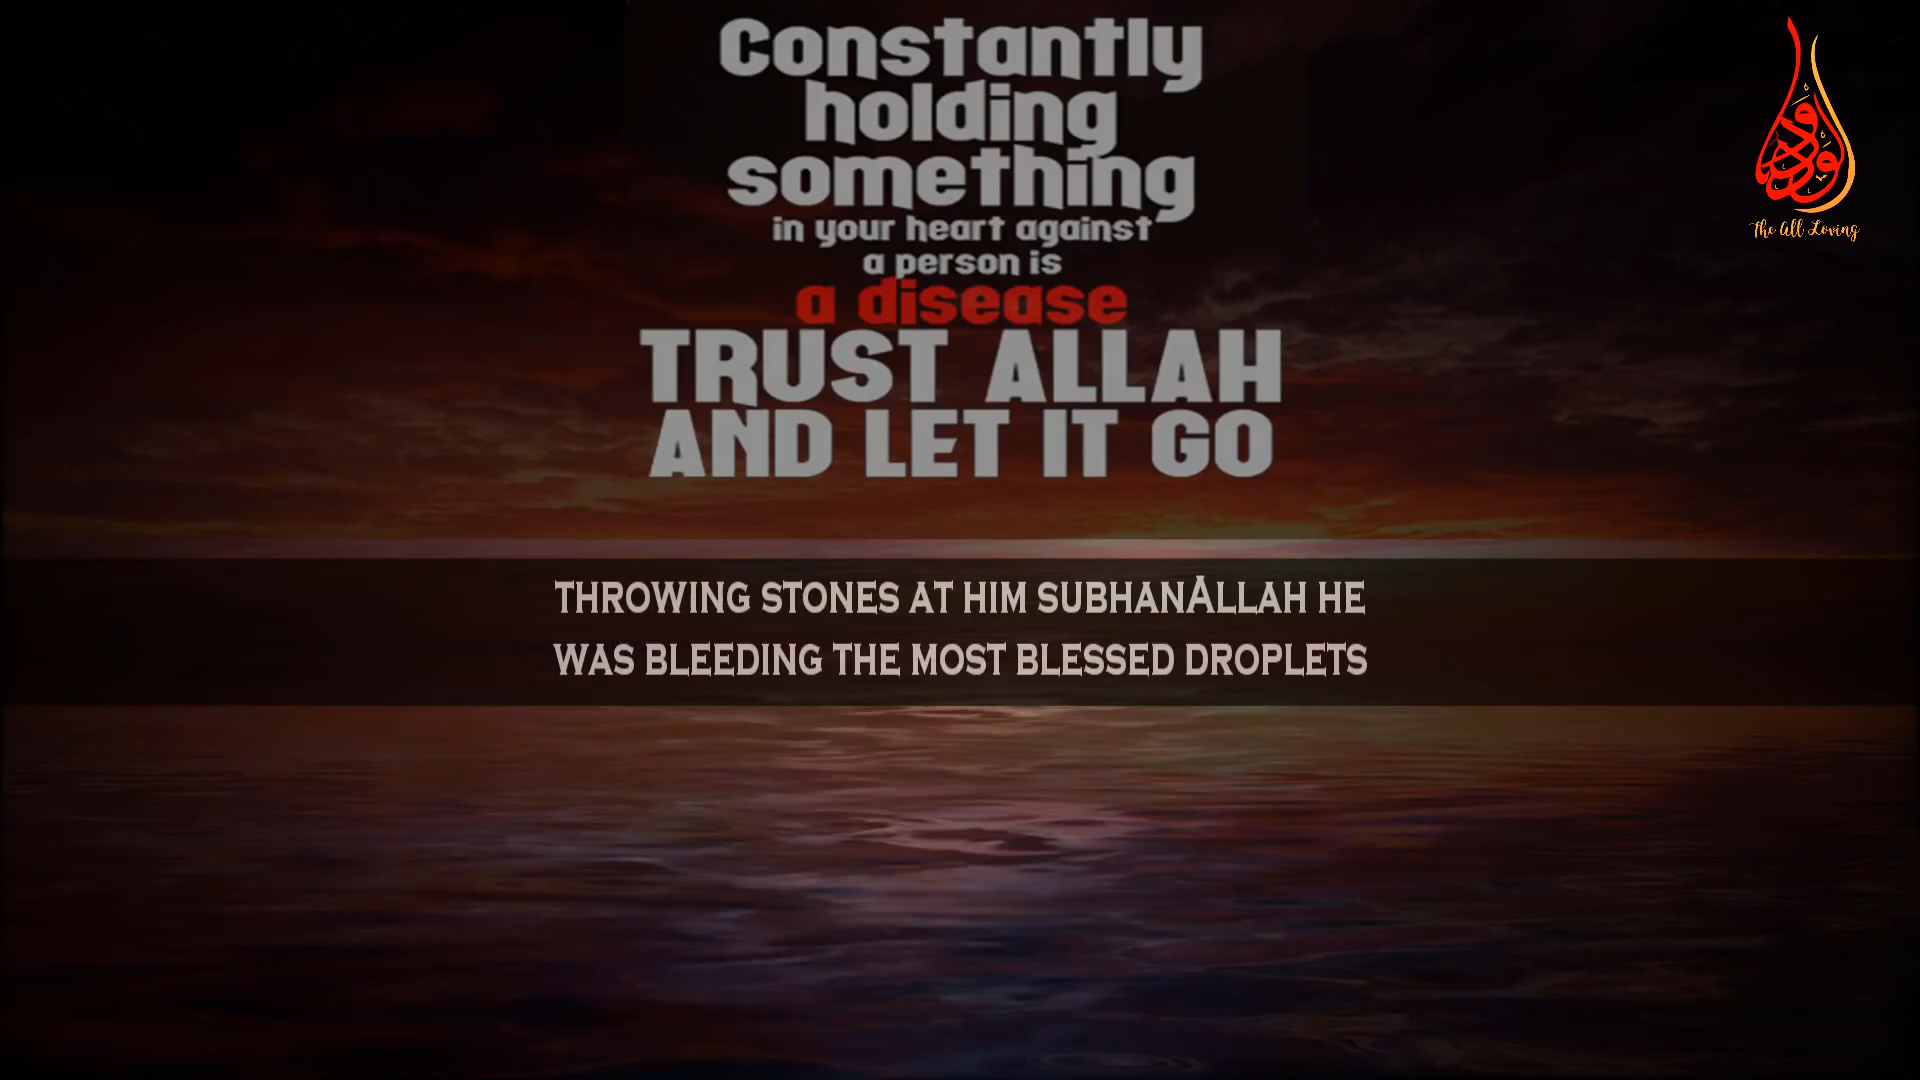 Constantly
holding
something
in your heart against
a person is
a disease
TRUST ALLAH
AND LET IT GO
The All Loving
THROWING STONES AT HIM SUBHANALLAH HE
WAS BLEEDING THE MOST BLESSED DROPLETS